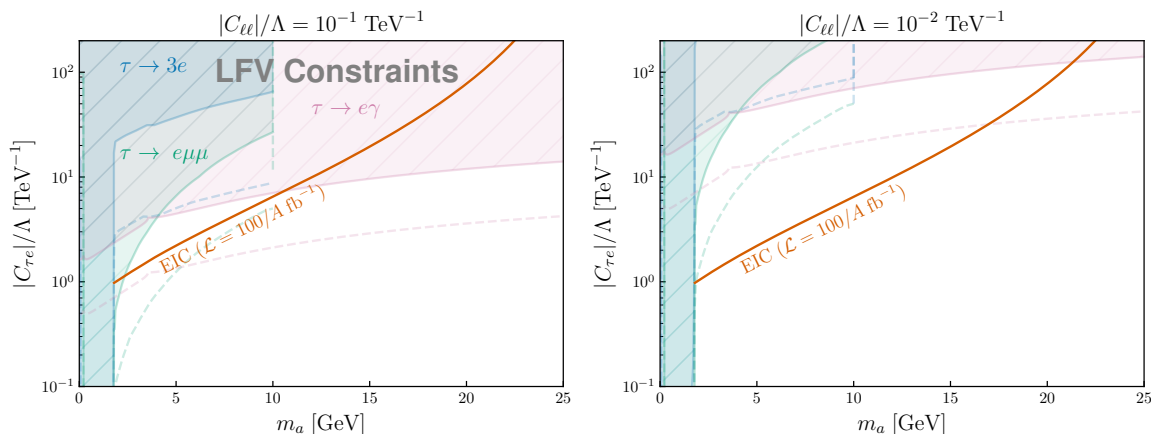 |C_{ℓℓ}|/Λ = 10^{-1} TeV^{-1}
|C_{τe}|/Λ [TeV^{-1}]
10^2
10^1
10^0
10^{-1}
τ → 3e
LFV Constraints
τ → eγ
τ → eμμ
EIC (ℒ = 100/A fb^{-1})
0 5 10 15 20 25
m_a [GeV]
|C_{ℓℓ}|/Λ = 10^{-2} TeV^{-1}
|C_{τe}|/Λ [TeV^{-1}]
10^2
10^1
10^0
10^{-1}
EIC (ℒ = 100/A fb^{-1})
0 5 10 15 20 25
m_a [GeV]